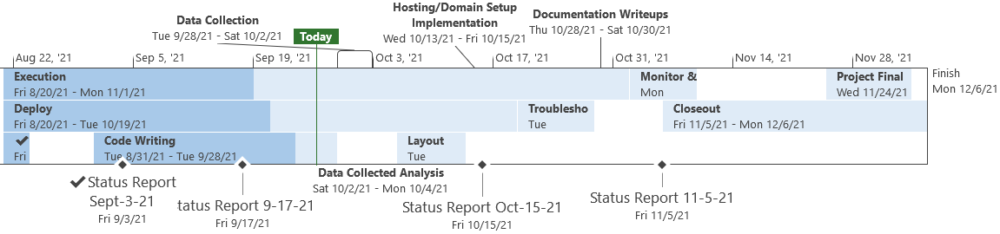 Hosting/Domain Setup
Implementation
Wed 10/13/21 - Fri 10/15/21
Documentation Writeups
Thu 10/28/21 - Sat 10/30/21
Data Collection
Tue 9/28/21 - Sat 10/2/21
Today
Aug 22, '21 Sep 5, '21 Sep 19, '21 Oct 3, '21 Oct 17, '21 Oct 31, '21 Nov 14, '21 Nov 28, '21
Execution
Fri 8/20/21 - Mon 11/1/21
Monitor &
Mon
Project Final
Wed 11/24/21
Finish
Mon 12/6/21
Deploy
Fri 8/20/21 - Tue 10/19/21
Troublesho
Tue
Closeout
Fri 11/5/21 - Mon 12/6/21
Fri
Code Writing
Tue 8/31/21 - Tue 9/28/21
Layout
Tue
Data Collected Analysis
Sat 10/2/21 - Mon 10/4/21
Status Report
Sept-3-21
Fri 9/3/21
tatus Report 9-17-21
Fri 9/17/21
Status Report Oct-15-21
Fri 10/15/21
Status Report 11-5-21
Fri 11/5/21